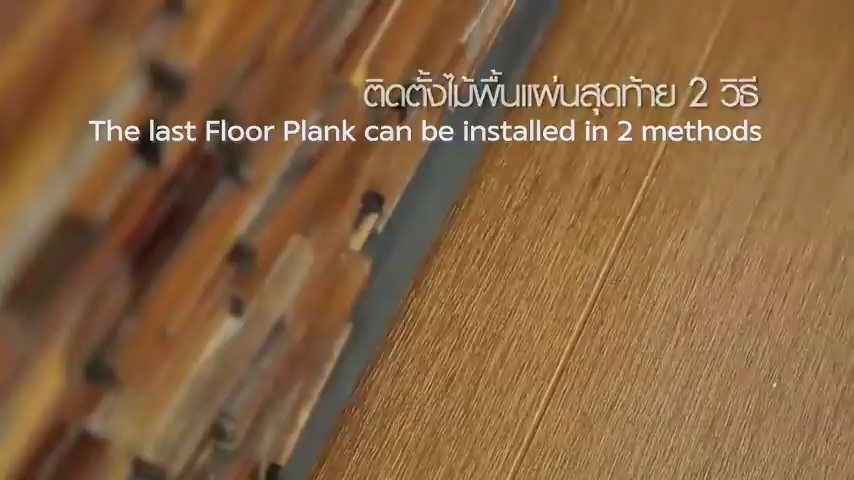 ติดตั้งไม้พื้นแผ่นสุดท้าย 2 วิธี
The last Floor Plank can be installed in 2 methods